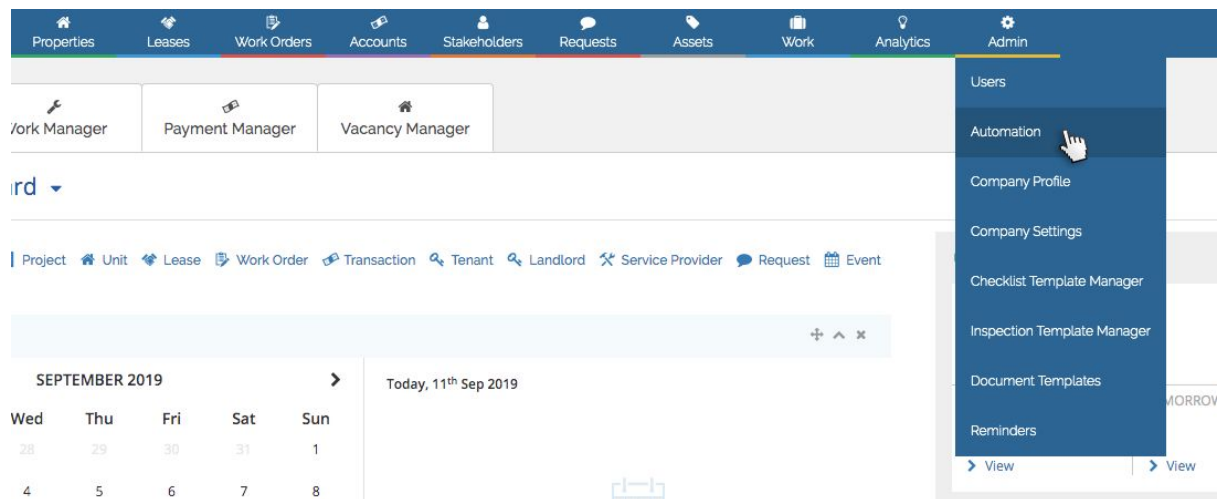 Properties Leases Work Orders Accounts Stakeholders Requests Assets Work Analytics Admin
Users
Work Manager Payment Manager Vacancy Manager
Automation
Company Profile
Company Settings
Project Unit Lease Work Order Transaction Tenant Landlord Service Provider Request Event
Checklist Template Manager
Inspection Template Manager
SEPTEMBER 2019 Today, 11th Sep 2019
Document Templates
Wed Thu Fri Sat Sun
Reminders
28 29 30 31 1
View View
4 5 6 7 8